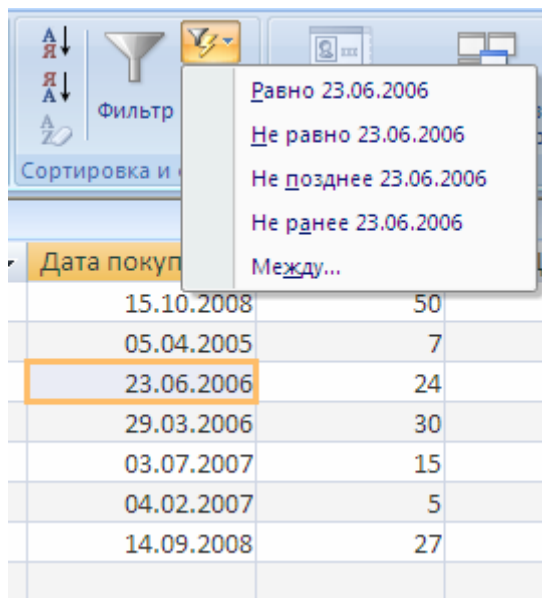 Фильтр
Сортировка и
Равно 23.06.2006
Не равно 23.06.2006
Не позднее 23.06.2006
Не ранее 23.06.2006
Между...
Дата покуп
15.10.2008 50
05.04.2005 7
23.06.2006 24
29.03.2006 30
03.07.2007 15
04.02.2007 5
14.09.2008 27